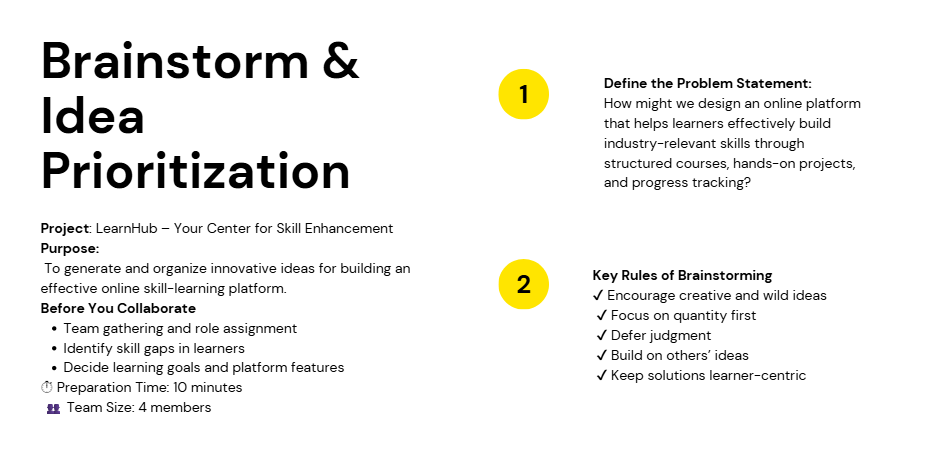 Brainstorm &
Idea
Prioritization
Project: LearnHub – Your Center for Skill Enhancement
Purpose:
To generate and organize innovative ideas for building an
effective online skill-learning platform.
Before You Collaborate
• Team gathering and role assignment
• Identify skill gaps in learners
• Decide learning goals and platform features
⏱ Preparation Time: 10 minutes
👥 Team Size: 4 members
1
Define the Problem Statement:
How might we design an online platform
that helps learners effectively build
industry-relevant skills through
structured courses, hands-on projects,
and progress tracking?
2
Key Rules of Brainstorming
✓ Encourage creative and wild ideas
✓ Focus on quantity first
✓ Defer judgment
✓ Build on others’ ideas
✓ Keep solutions learner-centric